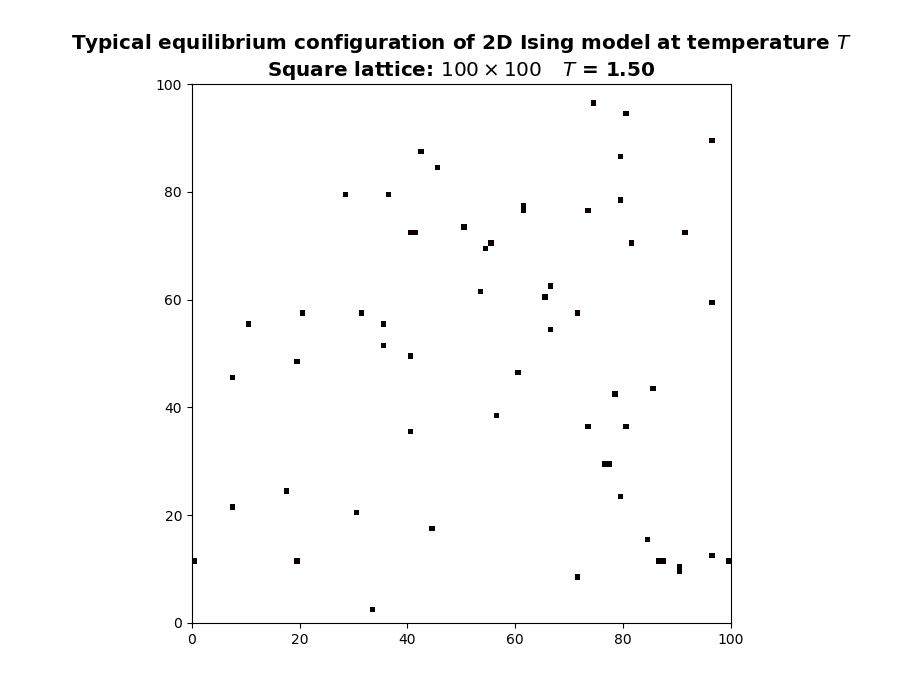 Typical equilibrium configuration of 2D Ising model at temperature T
Square lattice: 100 × 100 T = 1.50
100
80
60
40
20
0
0 20 40 60 80 100